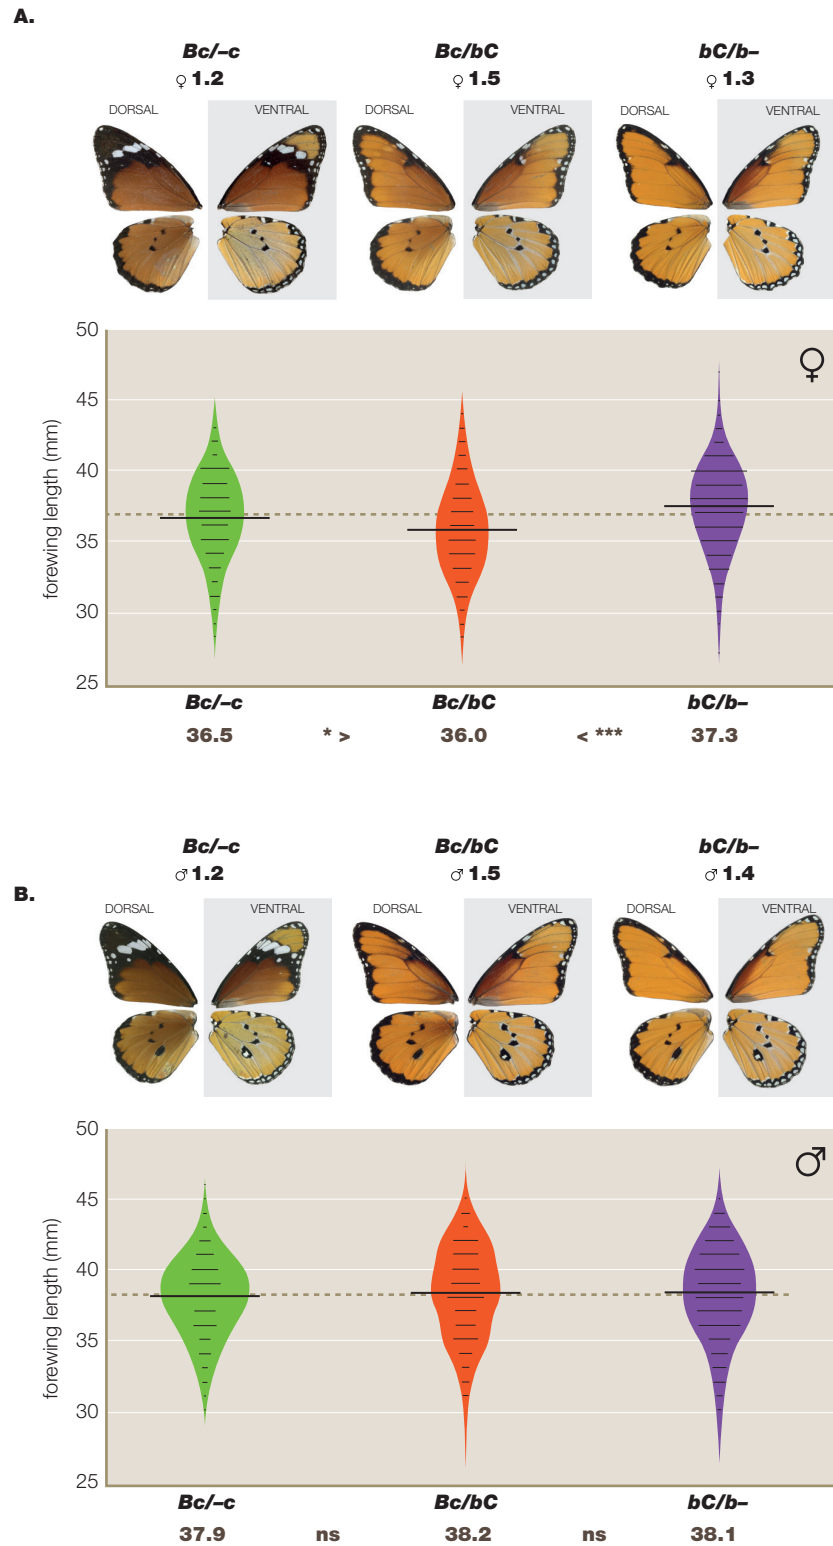 A.
Bc/–c Bc/bC bC/b–
♀ 1.2 ♀ 1.5 ♀ 1.3
DORSAL VENTRAL DORSAL VENTRAL DORSAL VENTRAL
50
♀
45
40
35
30
25
forewing length (mm)
Bc/–c Bc/bC bC/b–
36.5 * > 36.0 < *** 37.3
Bc/–c Bc/bC bC/b–
♂ 1.2 ♂ 1.5 ♂ 1.4
B.
DORSAL VENTRAL DORSAL VENTRAL DORSAL VENTRAL
50
♂
45
40
35
30
25
forewing length (mm)
Bc/–c Bc/bC bC/b–
37.9 ns 38.2 ns 38.1